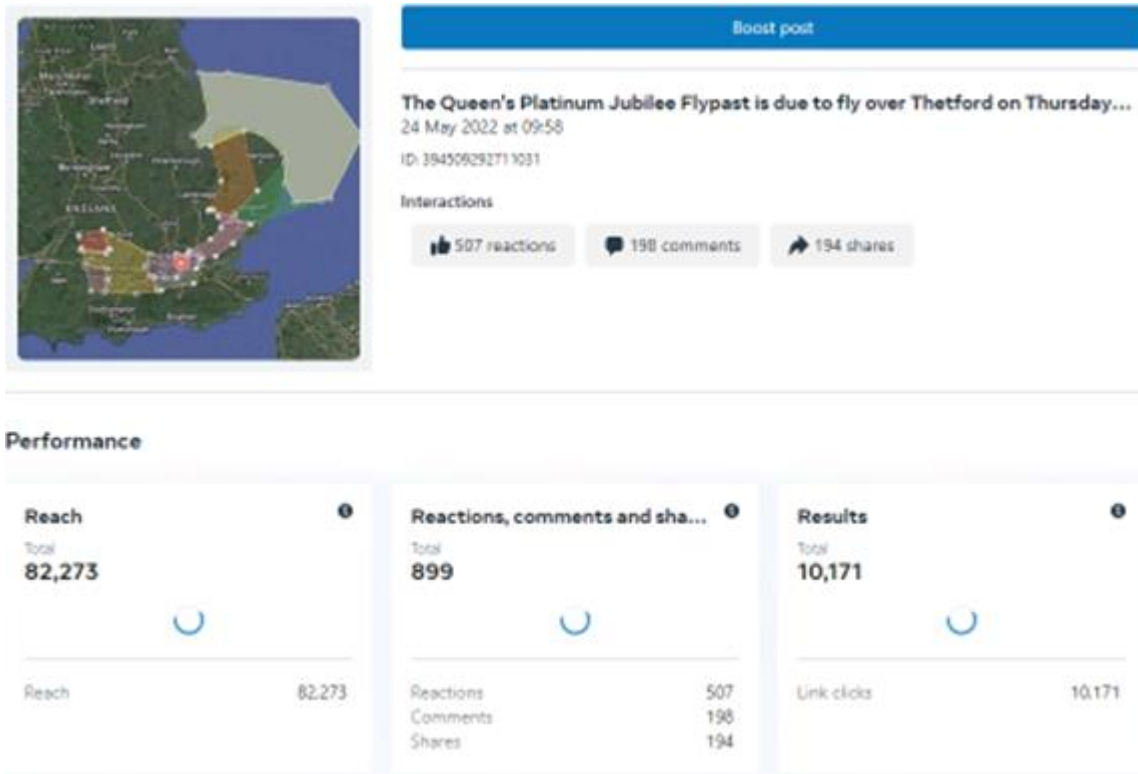 Boost post
The Queen's Platinum Jubilee Flypast is due to fly over Thetford on Thursday...
24 May 2022 at 09:58
ID: 394509292711031
Interactions
507 reactions 198 comments 194 shares
Performance
Reach Reactions, comments and sha... Results
Total Total Total
82,273 899 10,171
Reach 82,273 Reactions 507 Link clicks 10,171
Comments 198
Shares 194